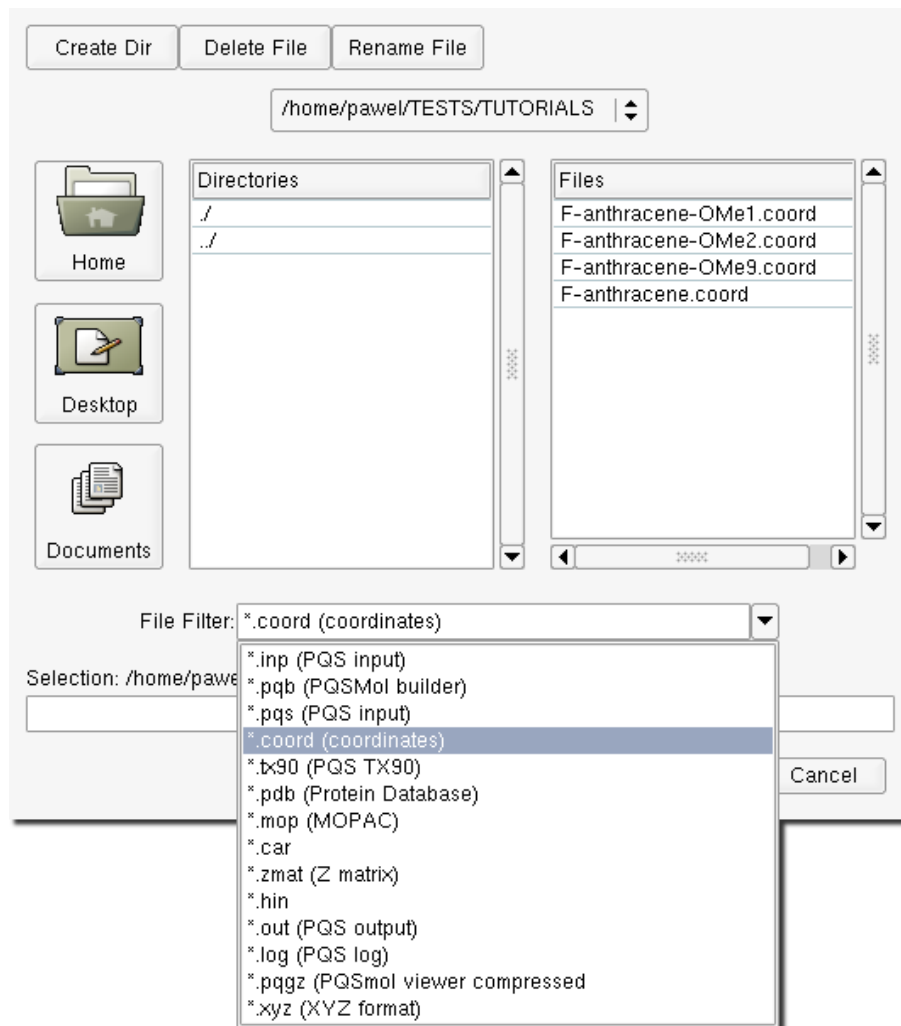 Create Dir Delete File Rename File
/home/pawel/TESTS/TUTORIALS
Home
Desktop
Documents
Directories
./
../
Files
F-anthracene-OMe1.coord
F-anthracene-OMe2.coord
F-anthracene-OMe9.coord
F-anthracene.coord
File Filter: *.coord (coordinates)
Selection: /home/pawe
*.inp (PQS input)
*.pqb (PQSMol builder)
*.pqs (PQS input)
*.coord (coordinates)
*.tx90 (PQS TX90)
*.pdb (Protein Database)
*.mop (MOPAC)
*.car
*.zmat (Z matrix)
*.hin
*.out (PQS output)
*.log (PQS log)
*.pqgz (PQSmol viewer compressed
*.xyz (XYZ format)
Cancel